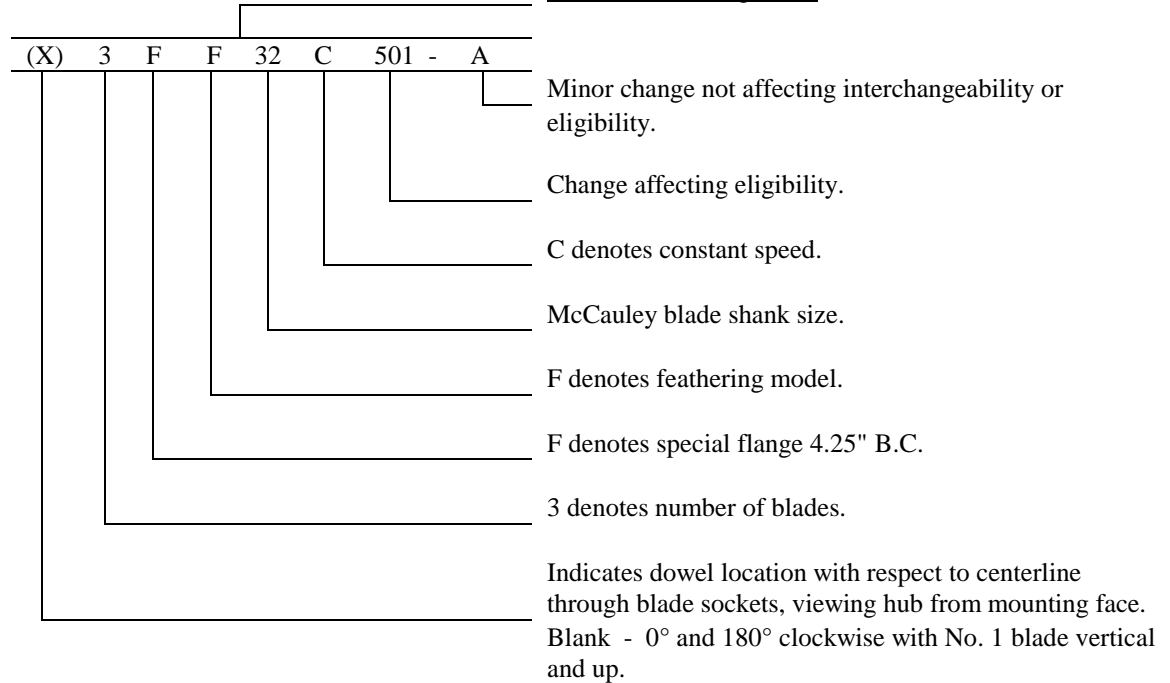 (X) 3 F F 32 C 501 - A
Minor change not affecting interchangeability or
eligibility.
Change affecting eligibility.
C denotes constant speed.
McCauley blade shank size.
F denotes feathering model.
F denotes special flange 4.25" B.C.
3 denotes number of blades.
Indicates dowel location with respect to centerline
through blade sockets, viewing hub from mounting face.
Blank - 0° and 180° clockwise with No. 1 blade vertical
and up.